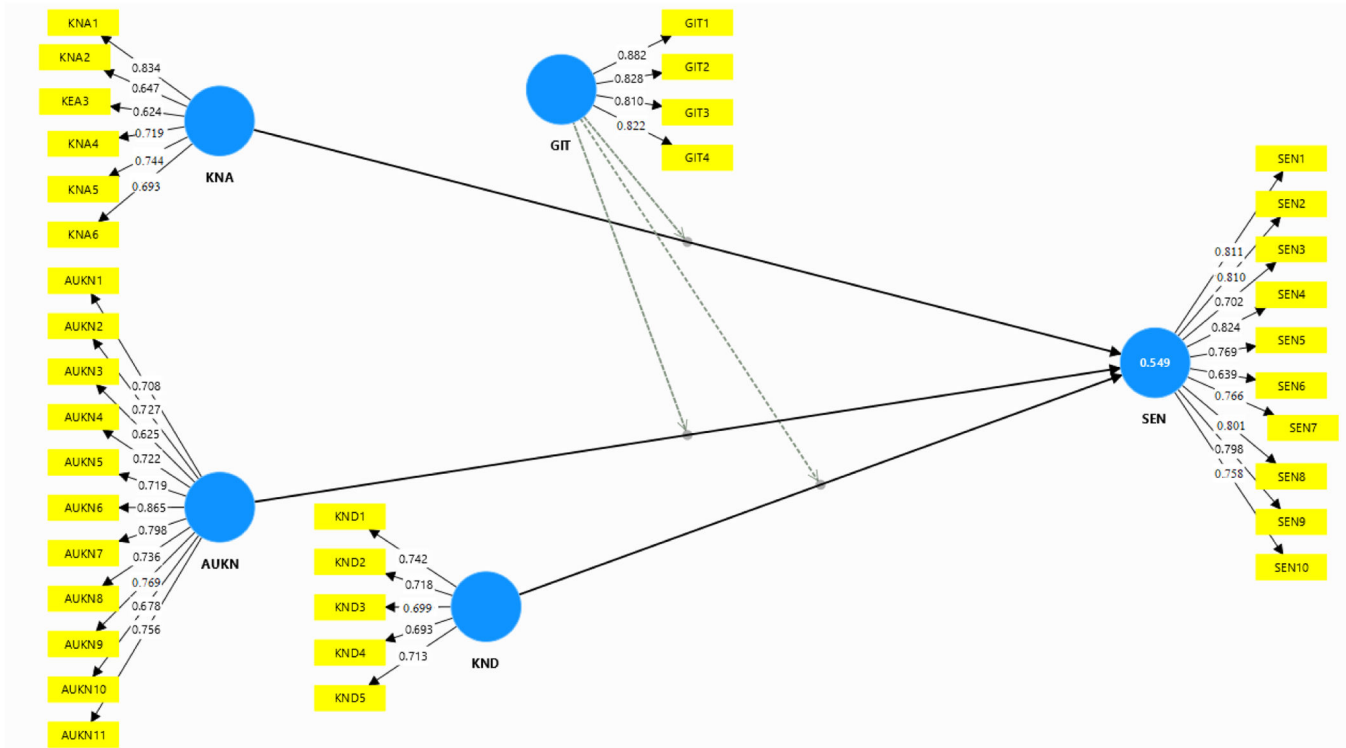 KNA1
KNA2
KEA3
KNA4
KNA5
KNA6
0.834
0.647
0.624
0.719
0.744
0.693
KNA
GIT1
GIT2
GIT3
GIT4
0.882
0.828
0.810
0.822
GIT
AUKN1
AUKN2
AUKN3
AUKN4
AUKN5
AUKN6
AUKN7
AUKN8
AUKN9
AUKN10
AUKN11
0.708
0.727
0.625
0.722
0.719
0.865
0.798
0.736
0.769
0.678
0.756
AUKN
KND1
KND2
KND3
KND4
KND5
0.742
0.718
0.699
0.693
0.713
KND
0.549
SEN
0.811
0.810
0.702
0.824
0.769
0.639
0.766
0.801
0.798
0.758
SEN1
SEN2
SEN3
SEN4
SEN5
SEN6
SEN7
SEN8
SEN9
SEN10